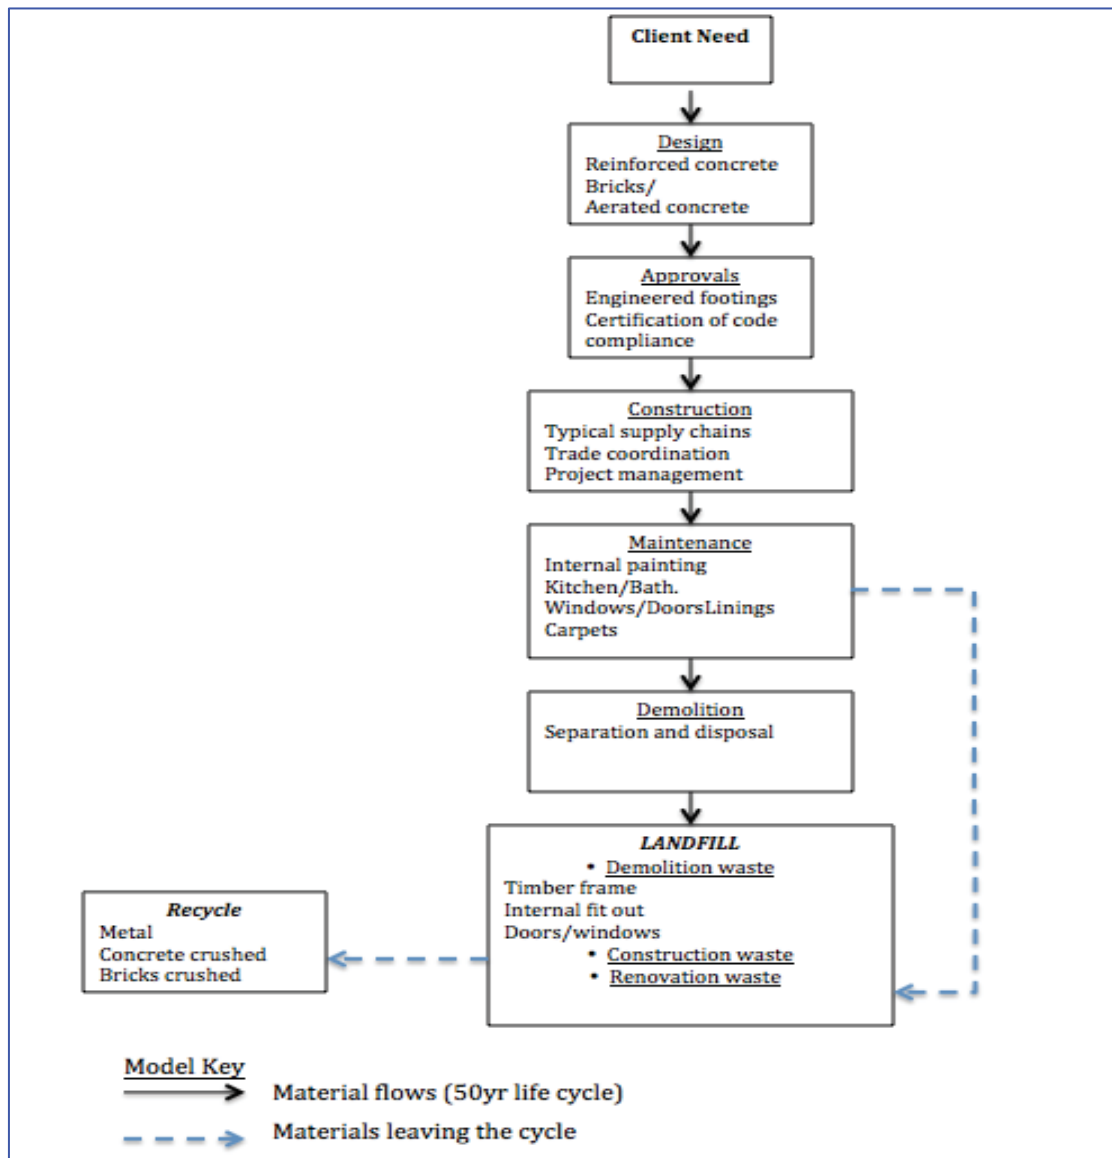 Client Need
Design
Reinforced concrete
Bricks/
Aerated concrete
Approvals
Engineered footings
Certification of code
compliance
Construction
Typical supply chains
Trade coordination
Project management
Maintenance
Internal painting
Kitchen/Bath.
Windows/DoorsLinings
Carpets
Demolition
Separation and disposal
LANDFILL
• Demolition waste
Timber frame
Internal fit out
Doors/windows
• Construction waste
• Renovation waste
Recycle
Metal
Concrete crushed
Bricks crushed
Model Key
Material flows (50yr life cycle)
Materials leaving the cycle